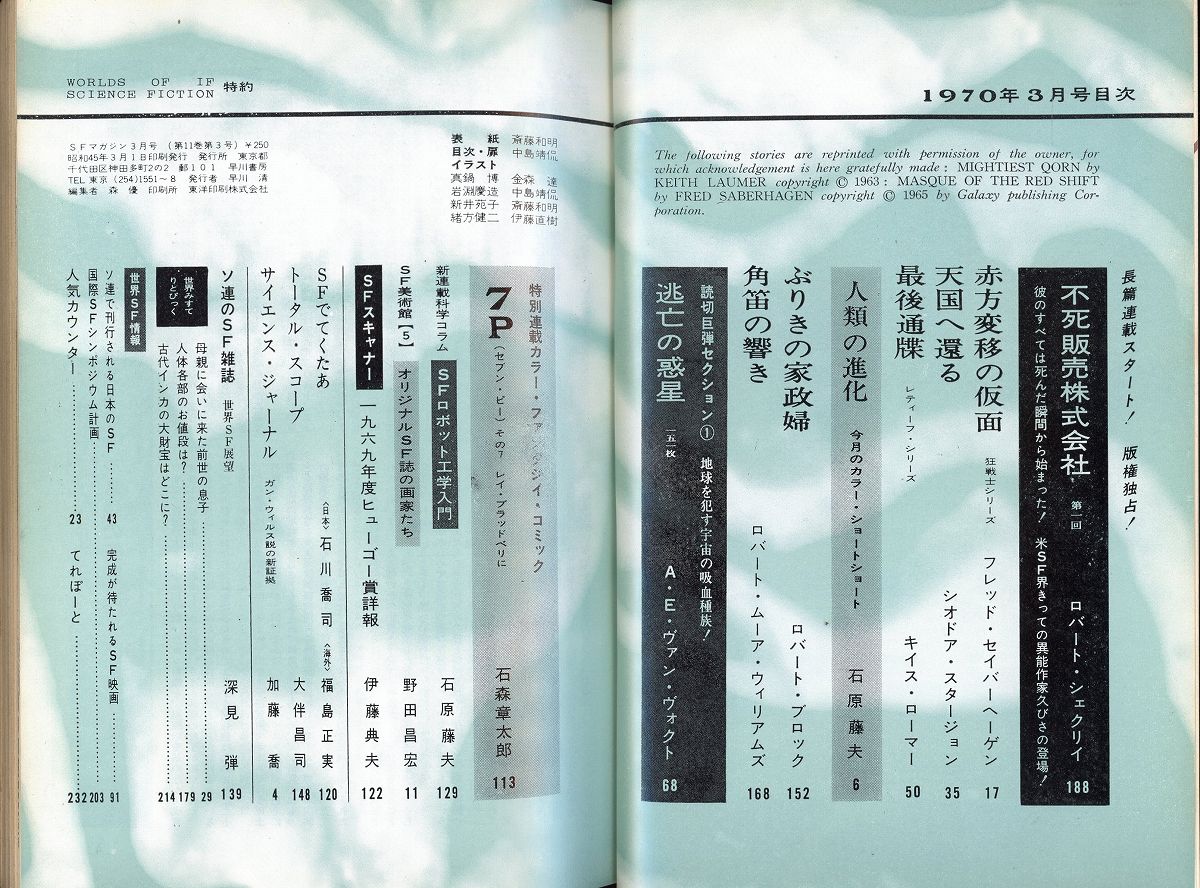 1970年3月号目次
The following stories are reprinted with permission of the owner, for
which acknowledgement is here gratefully made : MIGHTIEST QORN by
KEITH LAUMER copyright © 1963 : MASQUE OF THE RED SHIFT
by FRED SABERHAGEN copyright © 1965 by Galaxy publishing Cor-
poration.
長篇連載スタート！ 版権独占！
不死販売株式会社 第一回 ロバート・シェクリイ 188
彼のすべては死んだ瞬間から始まった！ 米SF界きっての異能作家久びさの登場！
赤方変移の仮面 狂戦士シリーズ フレッド・セイバーヘーゲン 17
天国へ還る シオドア・スタージョン 35
最後通牒 レティーフ・シリーズ キイス・ローマー 50
人類の進化 今月のカラー・ショートショート 石原藤夫 6
ぶりきの家政婦 ロバート・ブロック 152
角笛の響き ロバート・ムーア・ウィリアムズ 168
読切巨弾セクション① 地球を犯す宇宙の吸血種族！
逃亡の惑星 一五一枚 A・E・ヴァン・ヴォクト 68
WORLDS OF IF
SCIENCE FICTION 特約
SFマガジン3月号 （第11巻第3号）￥250
昭和45年3月1日印刷発行 発行所 東京都
千代田区神田多町2の2 郵101 早川書房
TEL 東京 (254)1551〜8 発行者 早川 清
編集者 森 優 印刷所 東洋印刷株式会社
表紙 斎藤和明
目次・扉 中島靖侃
イラスト
真鍋 博 金森 達
岩淵慶造 中島靖侃
新井苑子 斎藤和明
緒方健二 伊藤直樹
特別連載カラー・ファンタジイ・コミック
7P （セブン・ピー）その7 レイ・ブラッドベリに 石森章太郎 113
新連載科学コラム SFロボット工学入門 石原藤夫 129
SF美術館【5】 オリジナルSF誌の画家たち 野田昌宏 11
SFスキャナー 一九六九年度ヒューゴー賞詳報 伊藤典夫 122
SFでてくたあ 〈日本〉石川喬司 〈海外〉福島正実 120
トータル・スコープ 大伴昌司 148
サイエンス・ジャーナル ガン・ウィルス説の新証拠 加藤喬 4
ソ連のSF雑誌 世界SF展望 深見弾 139
世界みすてりとぴっく
母親に会いに来た前世の息子 29
人体各部のお値段は？ 179
古代インカの大財宝はどこに？ 214
世界SF情報
ソ連で刊行される日本のSF 43 完成が待たれるSF映画 91
国際SFシンポジウム計画 203
人気カウンター 23 てれぽーと 232